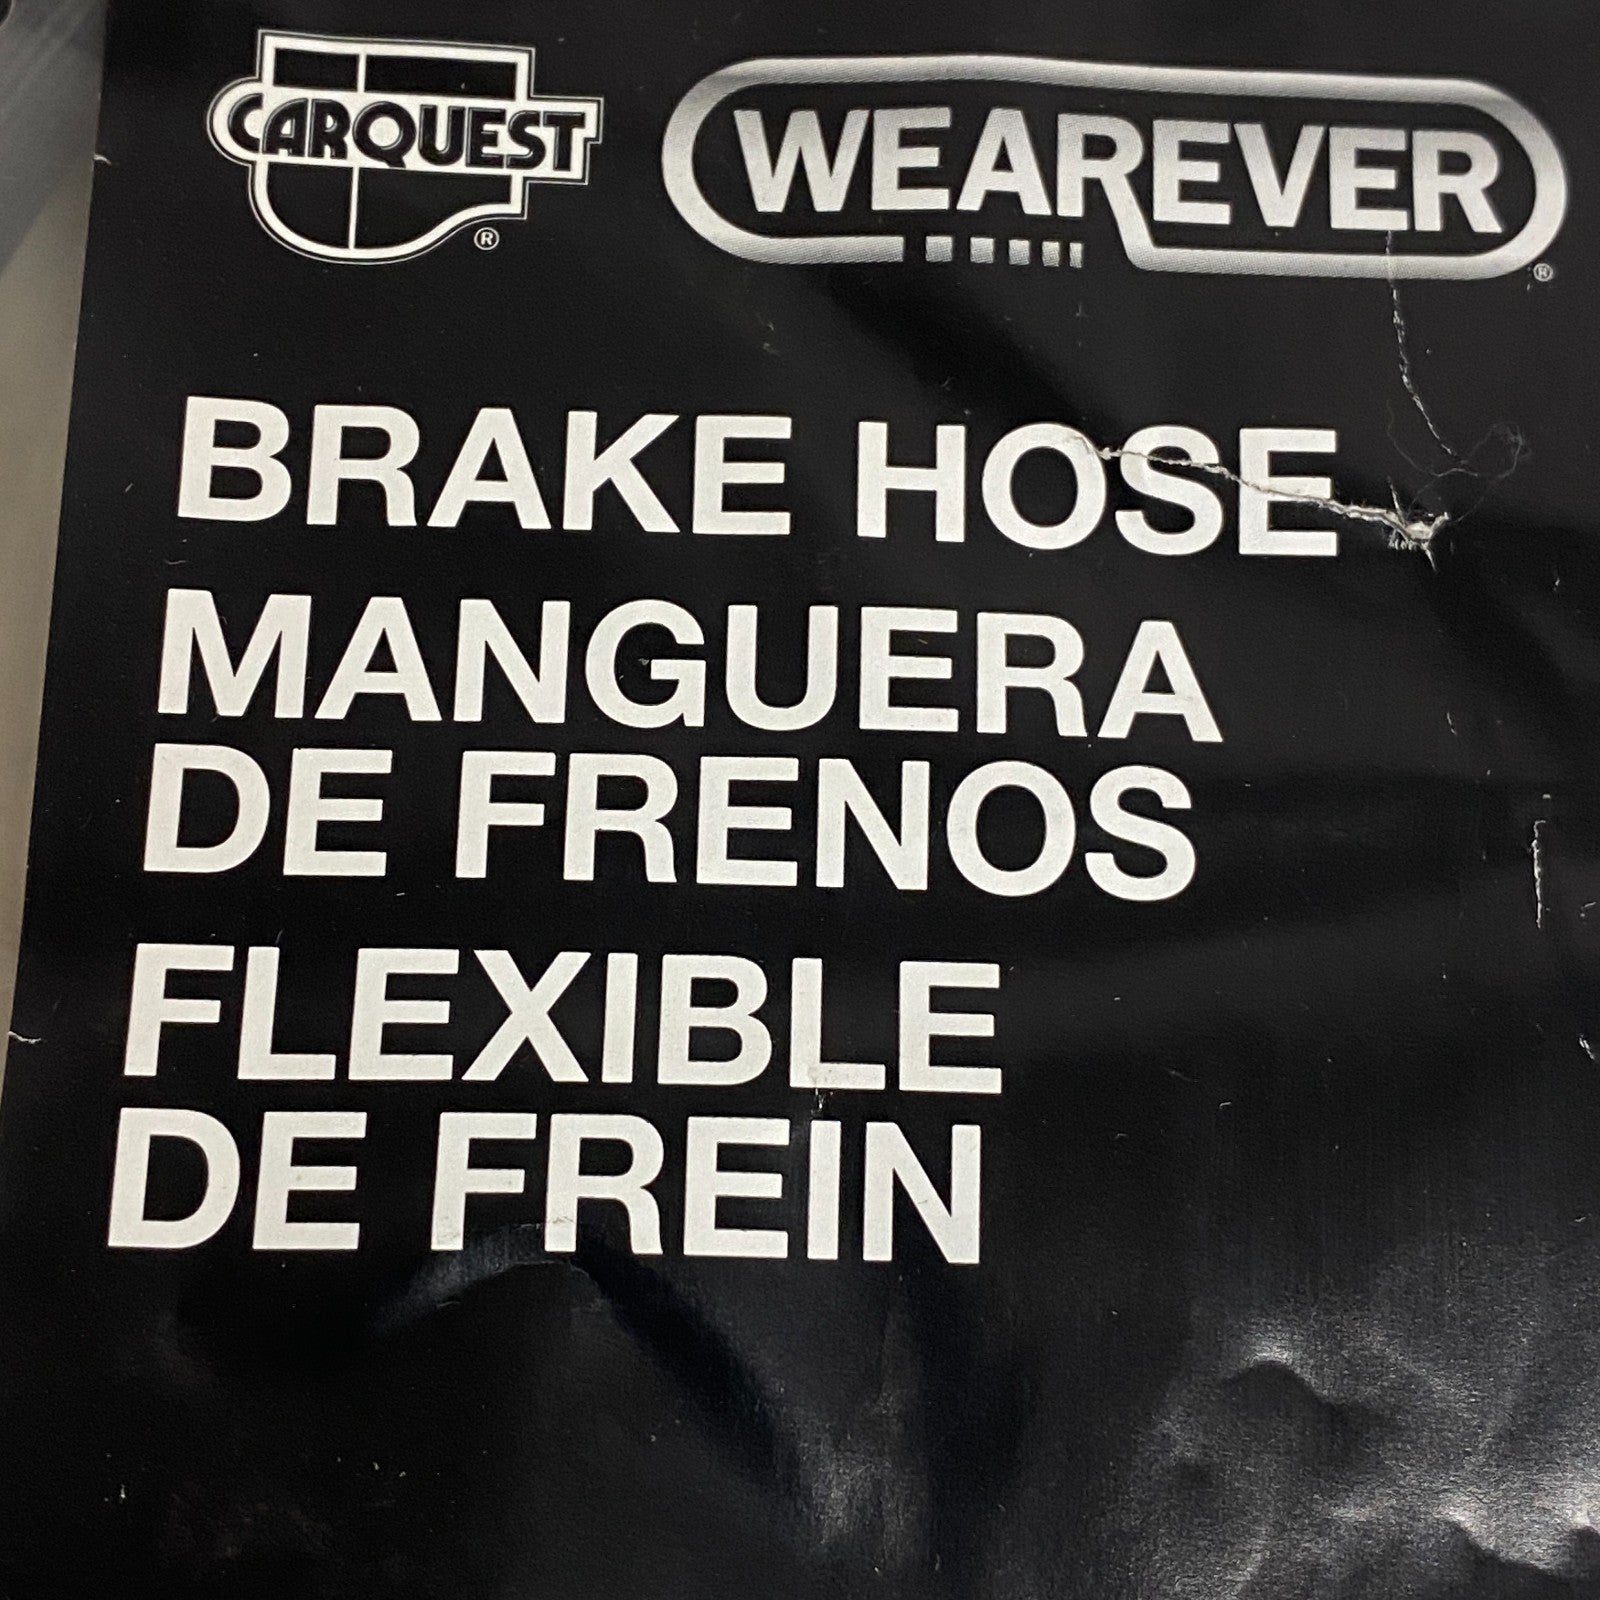 CARQUEST ®
WEAREVER ®
BRAKE HOSE
MANGUERA
DE FRENOS
FLEXIBLE
DE FREIN